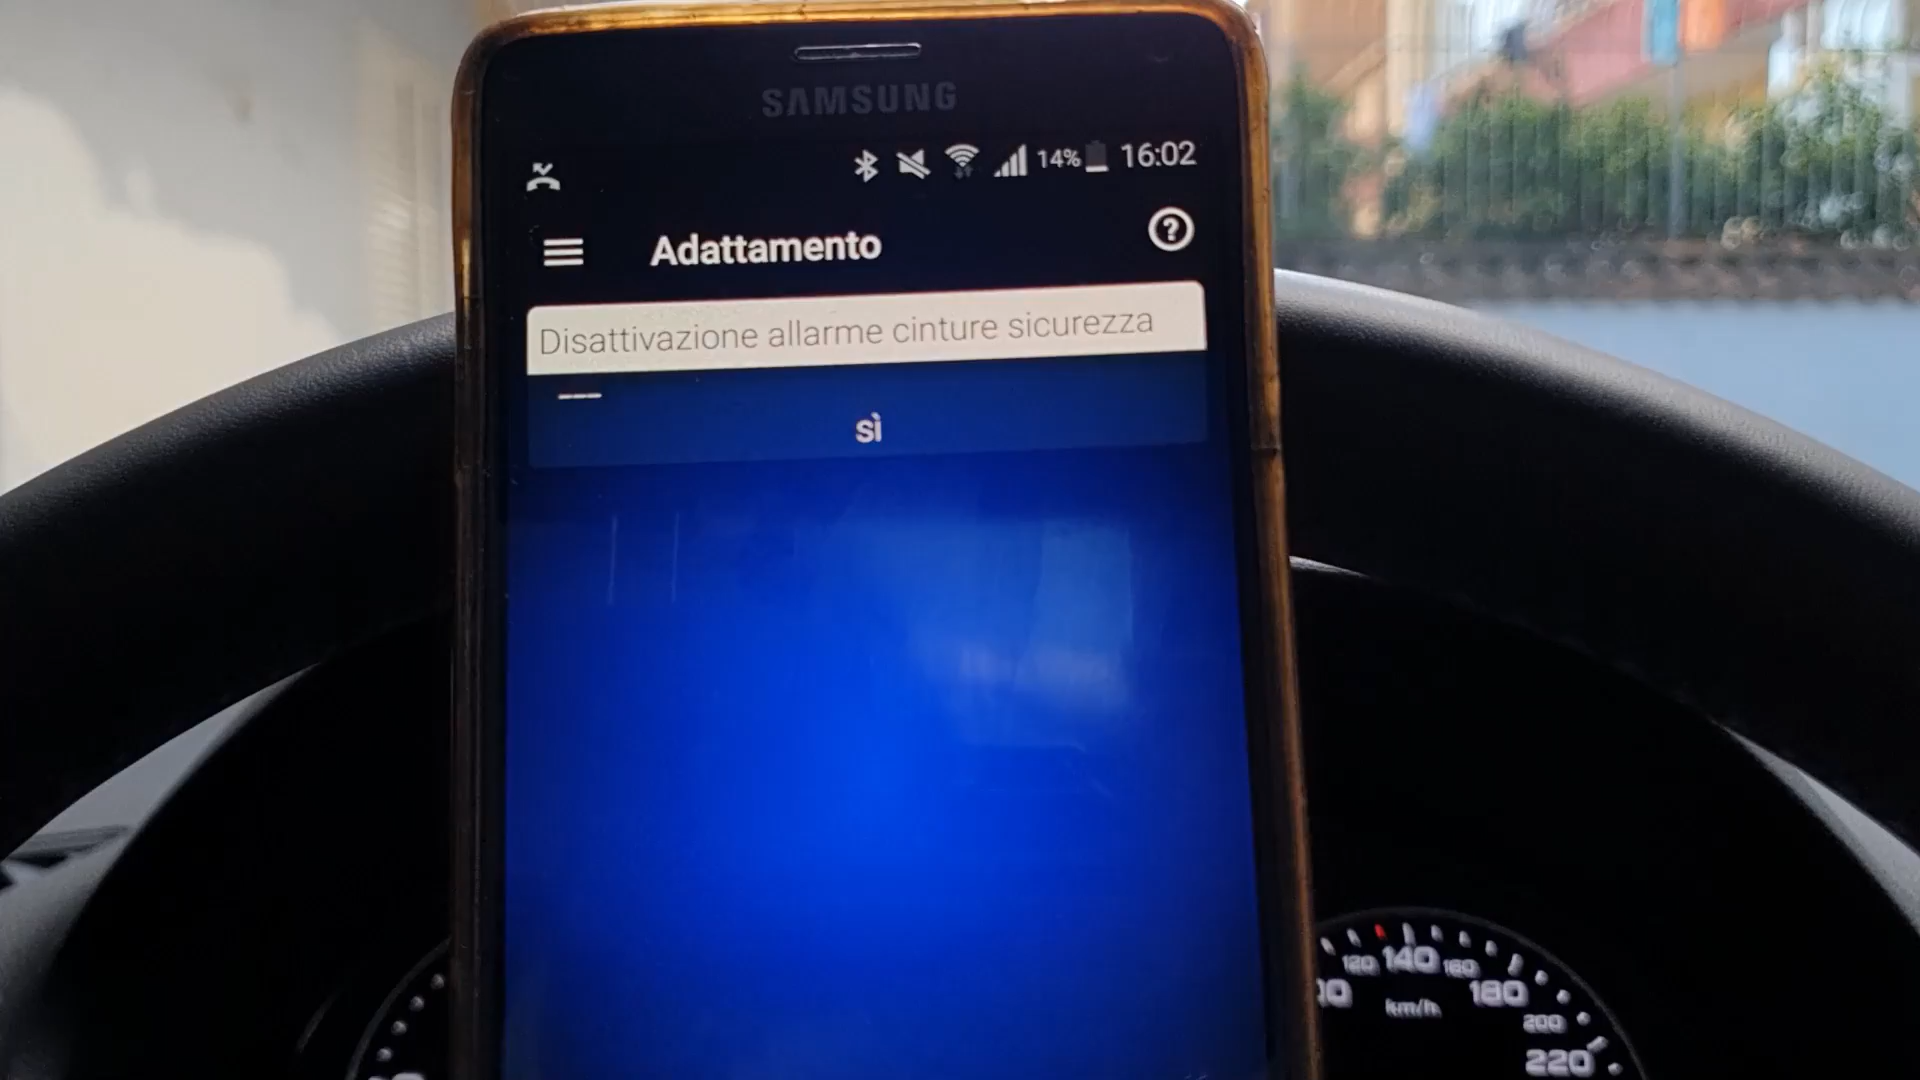 SAMSUNG
14% 16:02
Adattamento
?
Disattivazione allarme cinture sicurezza
---
sì
120 140 160
180
km/h
200
220